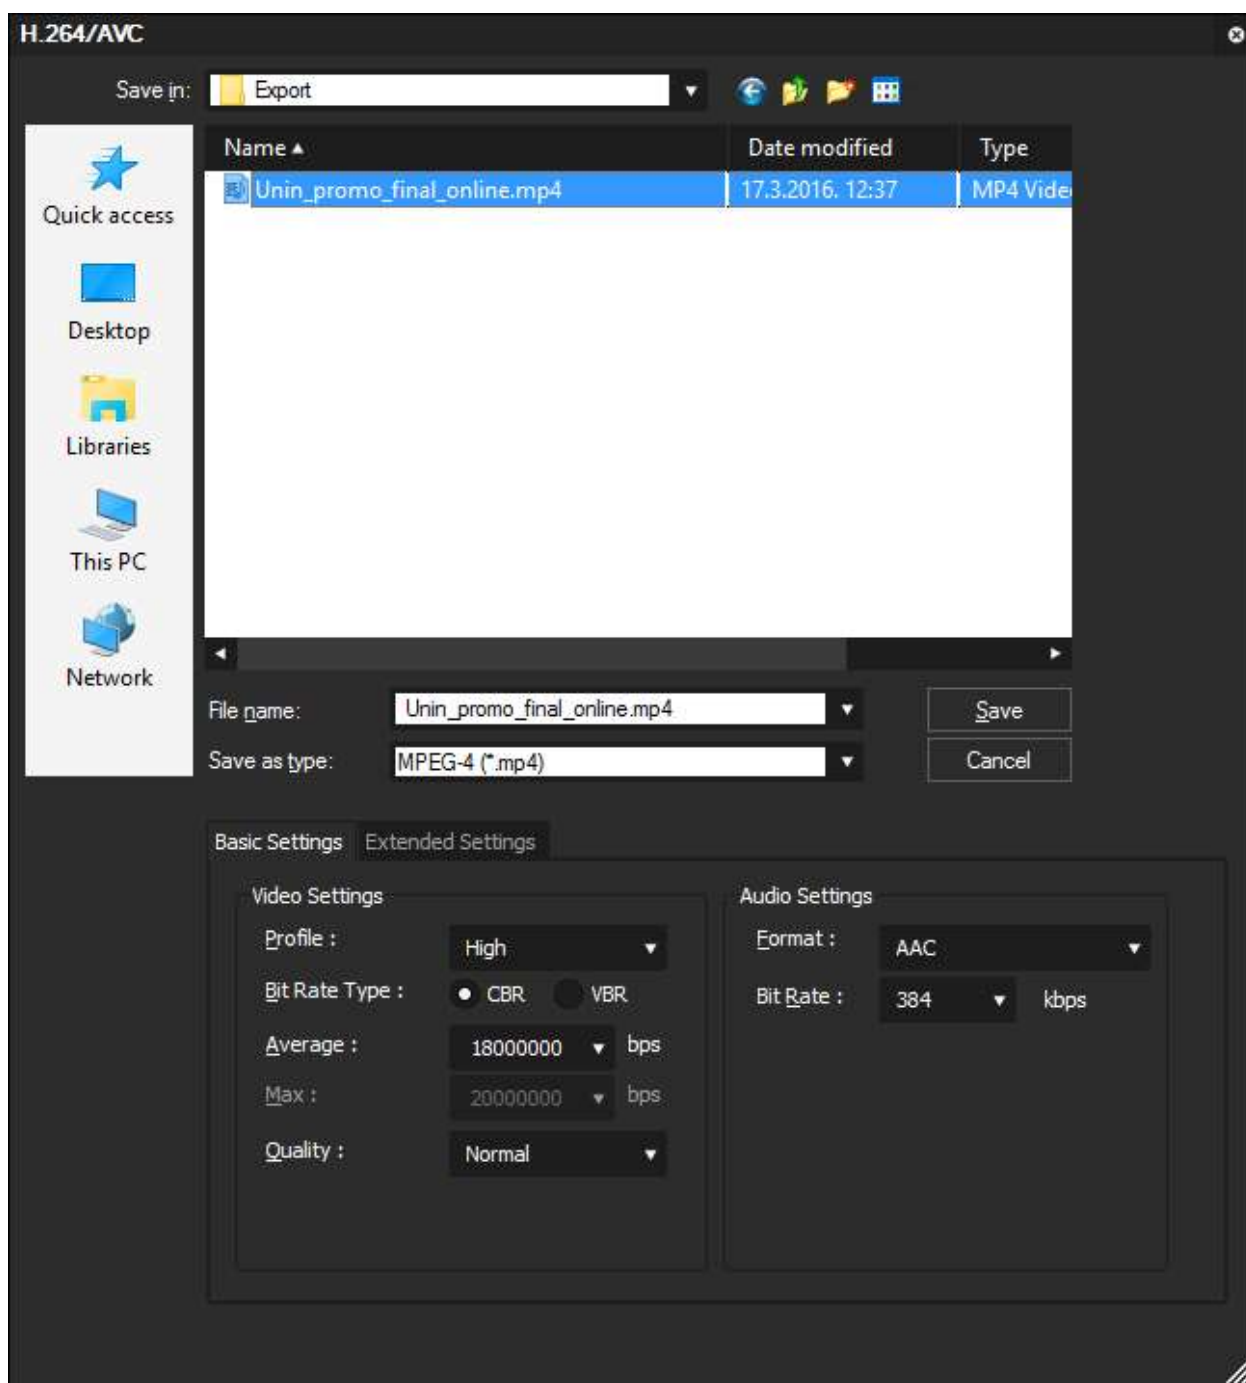 H.264/AVC
Save in: Export
Name Date modified Type
Unin_promo_final_online.mp4 17.3.2016. 12:37 MP4 Vide
Quick access
Desktop
Libraries
This PC
Network
File name: Unin_promo_final_online.mp4 Save
Save as type: MPEG-4 (*.mp4) Cancel
Basic Settings Extended Settings
Video Settings Audio Settings
Profile : High Format : AAC
Bit Rate Type : CBR VBR Bit Rate : 384 kbps
Average : 18000000 bps
Max : 20000000 bps
Quality : Normal